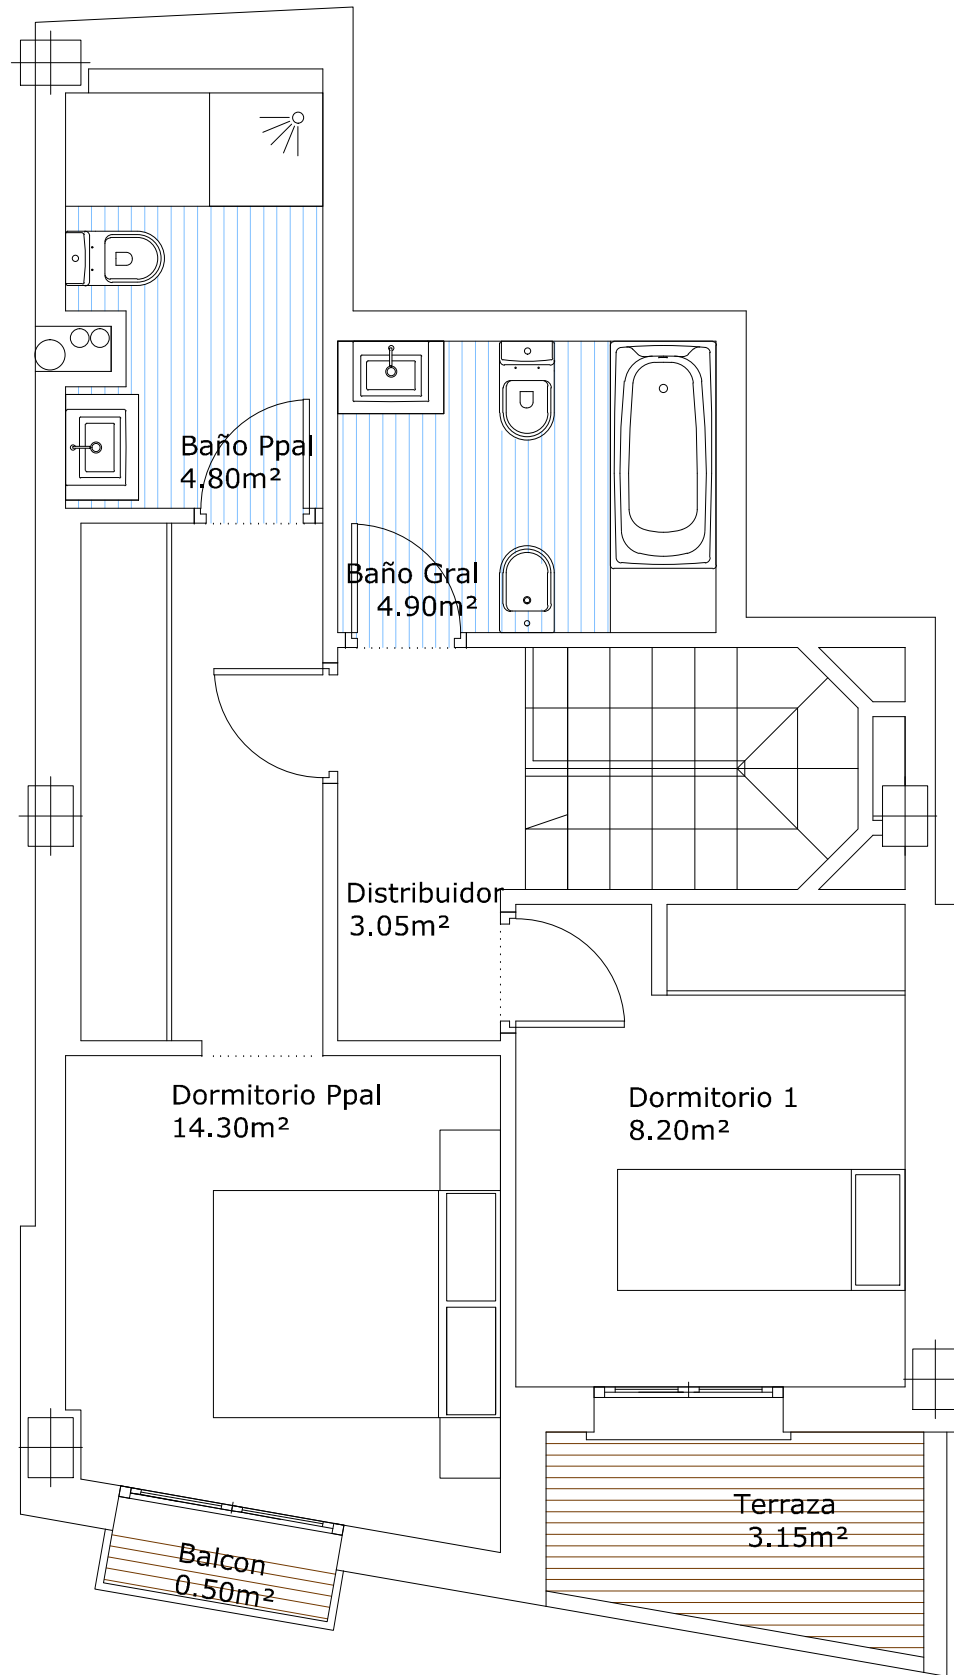 Baño Ppal
4.80m²
Baño Gral
4.90m²
Distribuidor
3.05m²
Dormitorio Ppal
14.30m²
Dormitorio 1
8.20m²
Terraza
3.15m²
Balcon
0.50m²